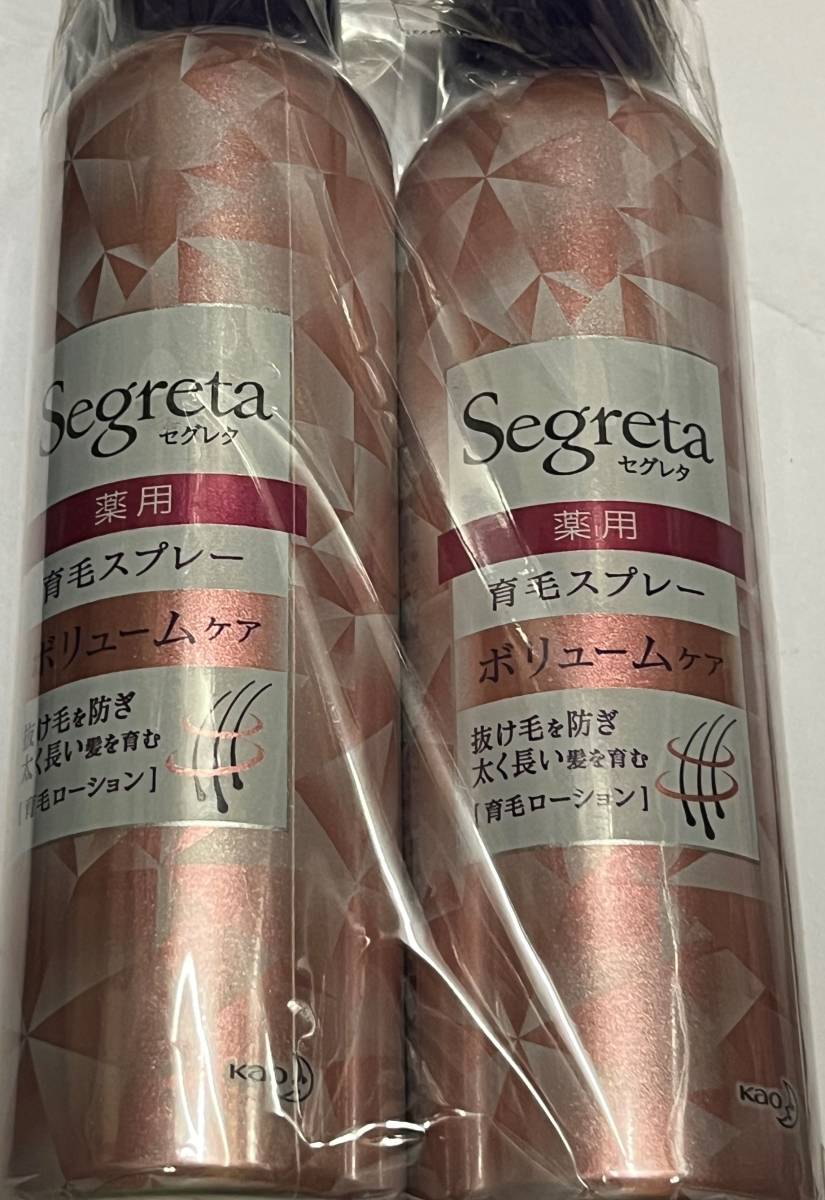 Segreta
セグレタ
薬用
育毛スプレー
ボリュームケア
抜け毛を防ぎ
太く長い髪を育む
[育毛ローション]
Kao
Segreta
セグレタ
薬用
育毛スプレー
ボリュームケア
抜け毛を防ぎ
太く長い髪を育む
[育毛ローション]
Kao